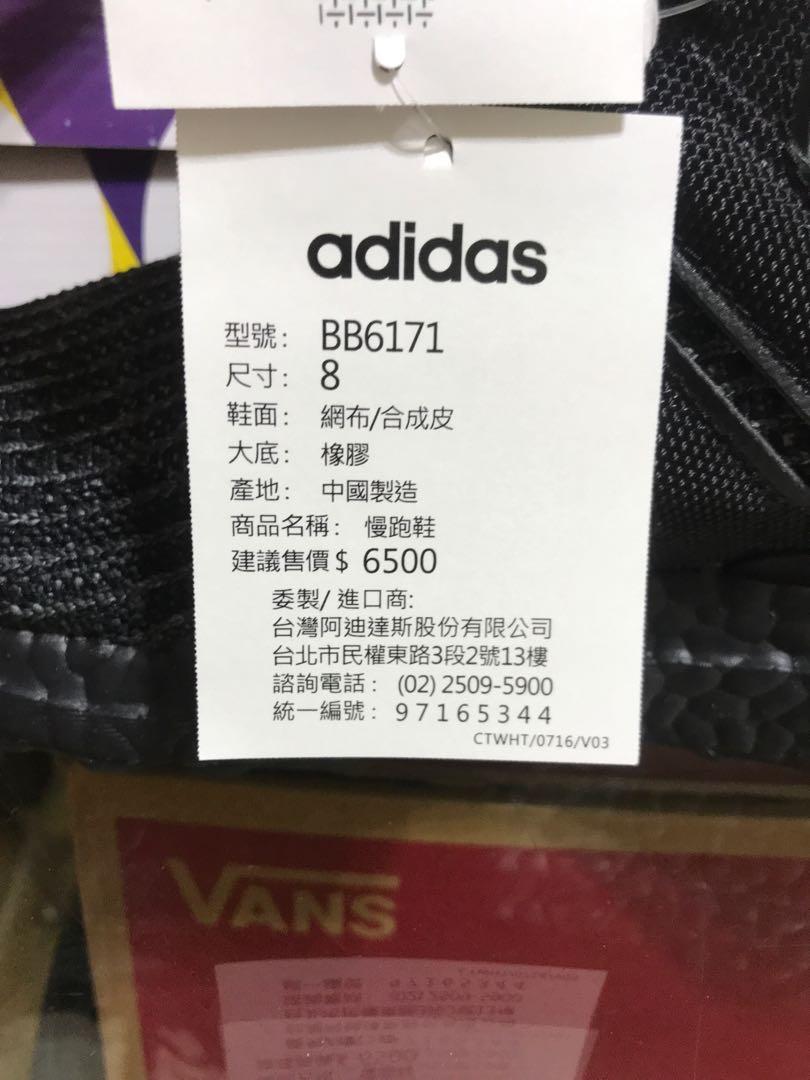 adidas
型號： BB6171
尺寸： 8
鞋面： 網布/合成皮
大底： 橡膠
產地： 中國製造
商品名稱： 慢跑鞋
建議售價$ 6500
委製/ 進口商:
台灣阿迪達斯股份有限公司
台北市民權東路3段2號13樓
諮詢電話： (02) 2509-5900
統一編號： 97165344
CTWHT/0716/V03
VANS